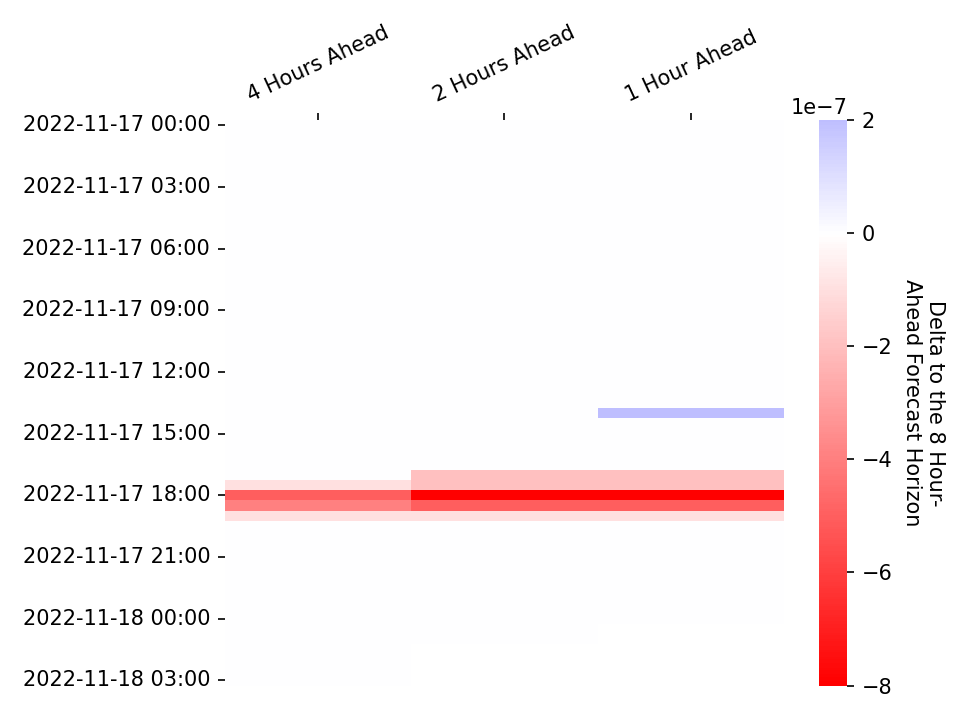 4 Hours Ahead
2 Hours Ahead
1 Hour Ahead
1e−7
2022-11-17 00:00
2022-11-17 03:00
2022-11-17 06:00
2022-11-17 09:00
2022-11-17 12:00
2022-11-17 15:00
2022-11-17 18:00
2022-11-17 21:00
2022-11-18 00:00
2022-11-18 03:00
2
0
−2
−4
−6
−8
Delta to the 8 Hour-
Ahead Forecast Horizon